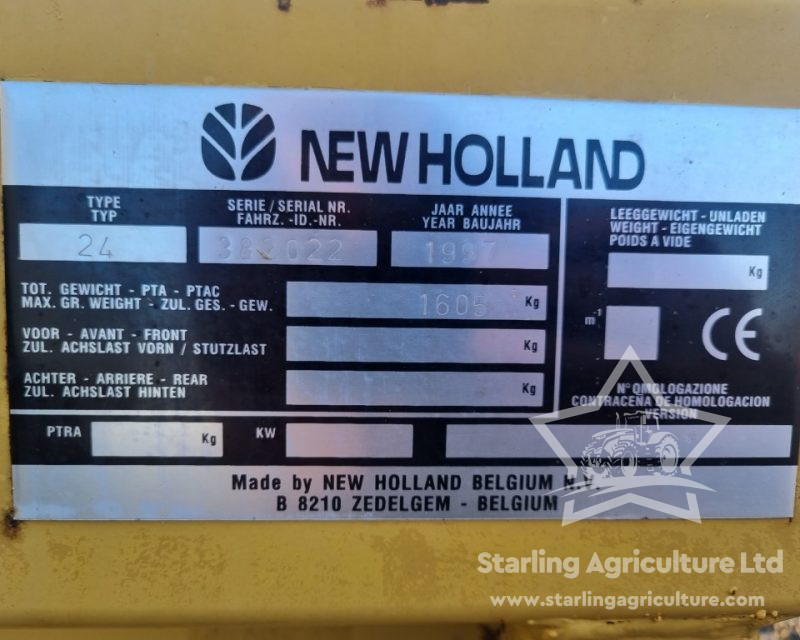 NEW HOLLAND
TYPE
TYP
24
SERIE / SERIAL NR.
FAHRZ. -ID.-NR.
382022
JAAR ANNEE
YEAR BAUJAHR
1997
TOT. GEWICHT - PTA - PTAC
MAX. GR. WEIGHT - ZUL. GES. - GEW.
1605 Kg
VOOR - AVANT - FRONT
ZUL. ACHSLAST VORN / STUTZLAST
Kg
ACHTER - ARRIERE - REAR
ZUL. ACHSLAST HINTEN
Kg
LEEGGEWICHT - UNLADEN
WEIGHT - EIGENGEWICHT
POIDS A VIDE
Kg
m⁻¹
CE
N° OMOLOGAZIONE
CONTRACEÑA DE HOMOLOGACION
VERSION
PTRA Kg KW
Made by NEW HOLLAND BELGIUM N.V.
B 8210 ZEDELGEM - BELGIUM
Starling Agriculture Ltd
www.starlingagriculture.com